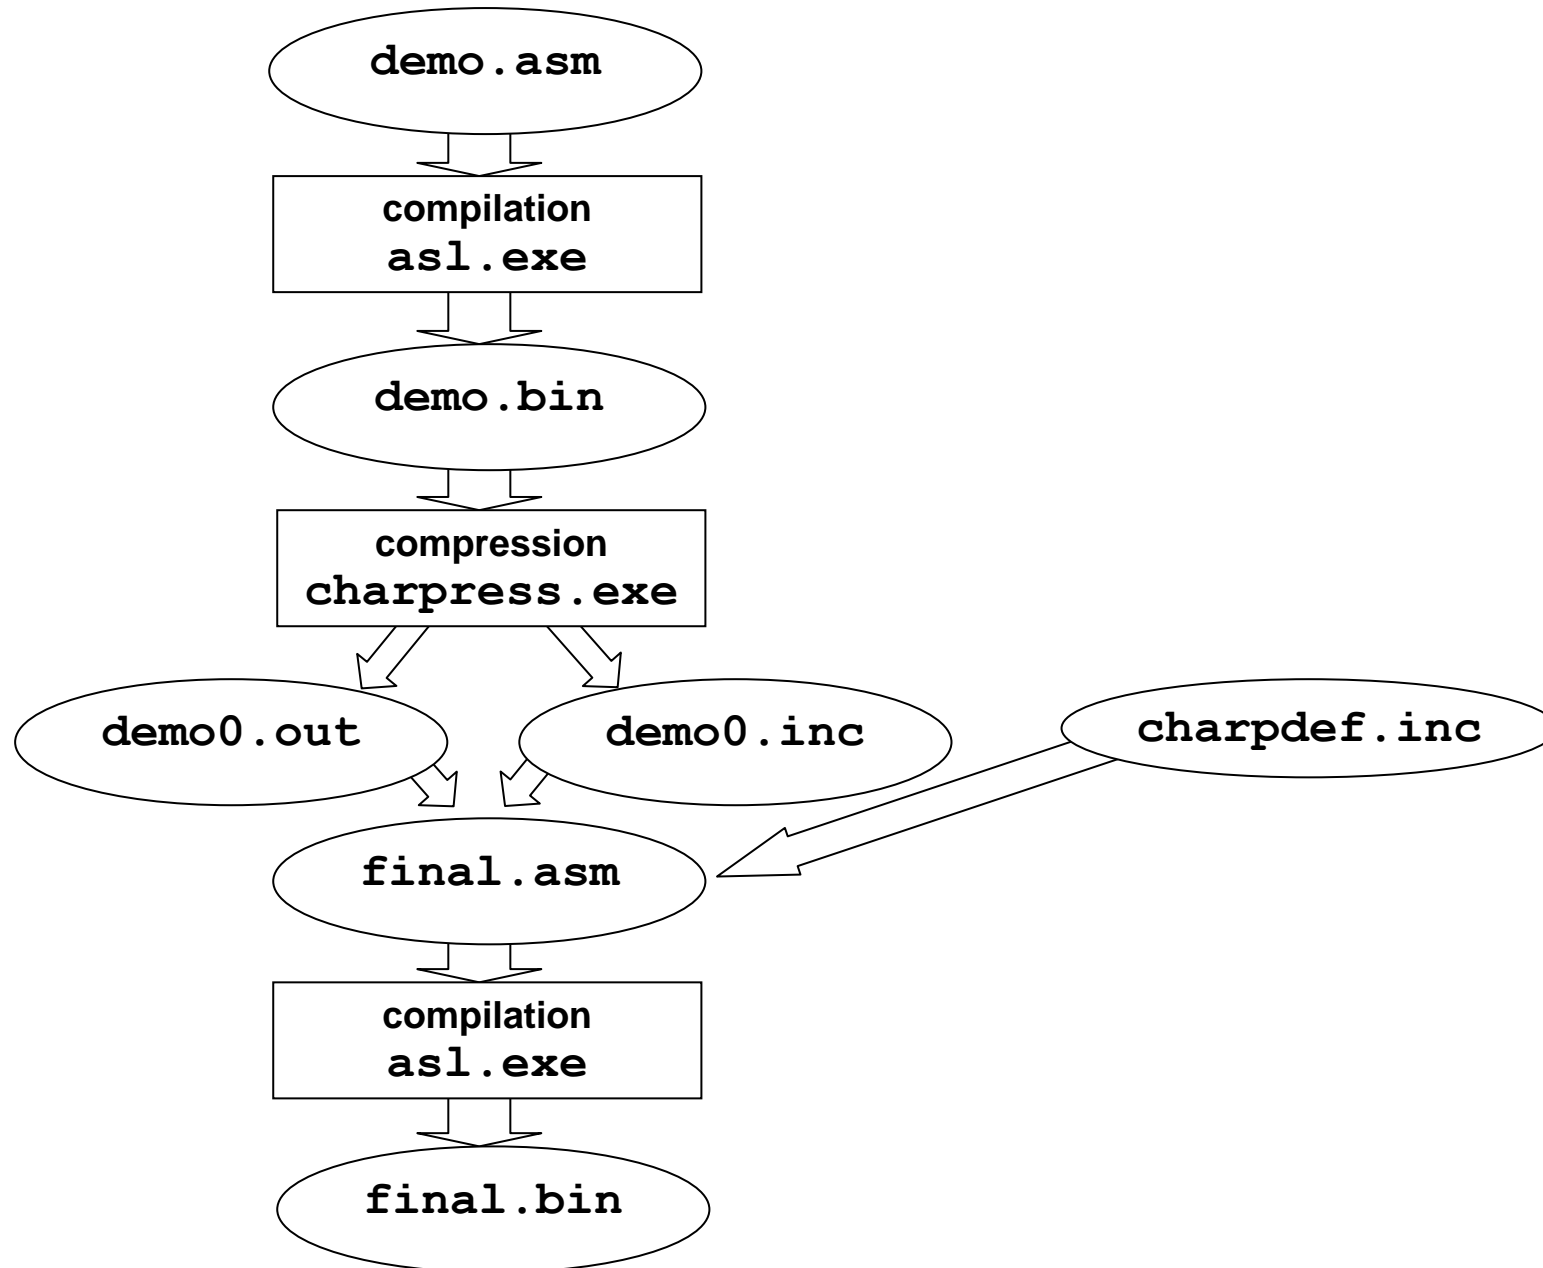 demo.asm
compilation
asl.exe
demo.bin
compression
charpress.exe
demo0.out
demo0.inc
charpdef.inc
final.asm
compilation
asl.exe
final.bin